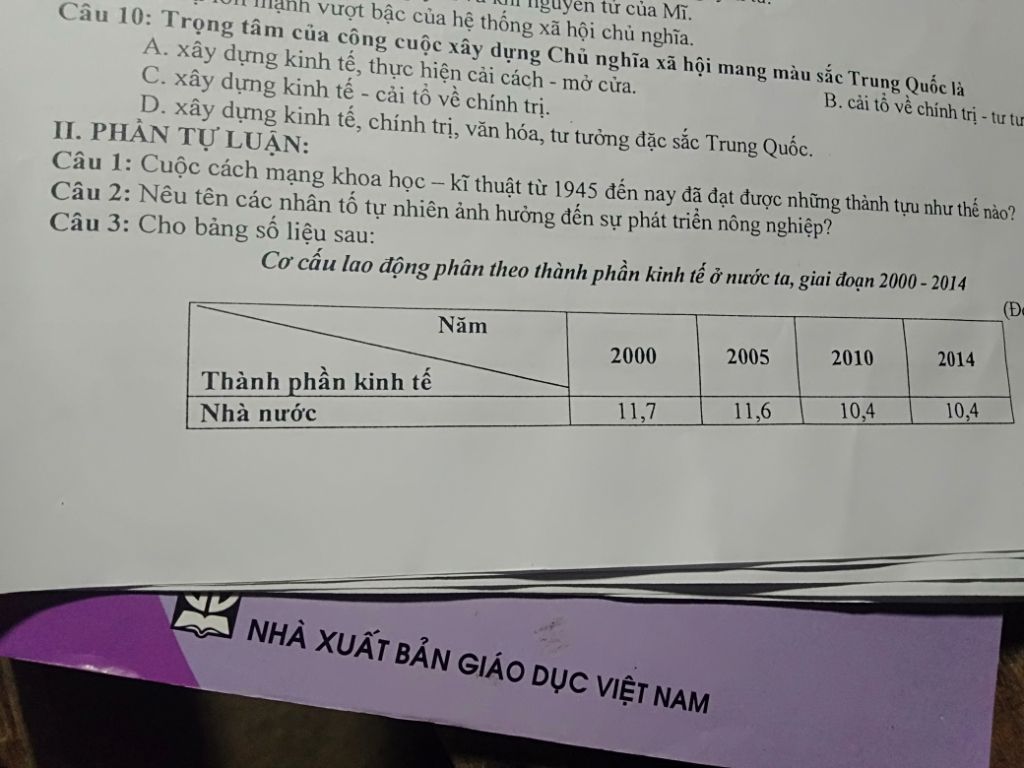 mạnh vượt bậc của hệ thống xã hội chủ nghĩa. nguyên tử của Mĩ.
Câu 10: Trọng tâm của công cuộc xây dựng Chủ nghĩa xã hội mang màu sắc Trung Quốc là
A. xây dựng kinh tế, thực hiện cải cách - mở cửa. B. cải tổ về chính trị - tư
C. xây dựng kinh tế - cải tổ về chính trị.
D. xây dựng kinh tế, chính trị, văn hóa, tư tưởng đặc sắc Trung Quốc.
II. PHẦN TỰ LUẬN:
Câu 1: Cuộc cách mạng khoa học – kĩ thuật từ 1945 đến nay đã đạt được những thành tựu như thế nào?
Câu 2: Nêu tên các nhân tố tự nhiên ảnh hưởng đến sự phát triển nông nghiệp?
Câu 3: Cho bảng số liệu sau:
Cơ cấu lao động phân theo thành phần kinh tế ở nước ta, giai đoạn 2000 - 2014
Năm
2000 2005 2010 2014
Thành phần kinh tế
Nhà nước 11,7 11,6 10,4 10,4
NHÀ XUẤT BẢN GIÁO DỤC VIỆT NAM